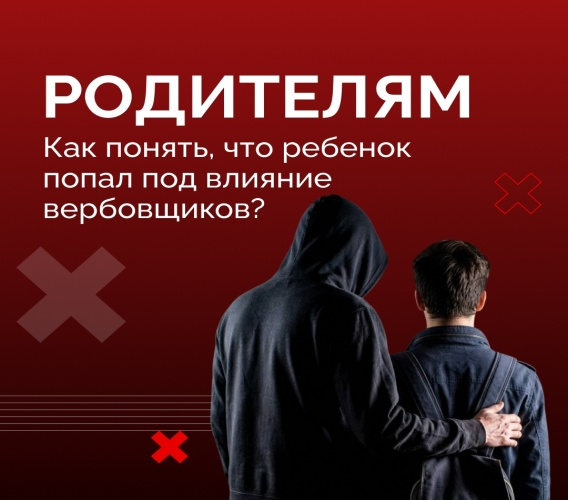 РОДИТЕЛЯМ
Как понять, что ребенок
попал под влияние
вербовщиков?